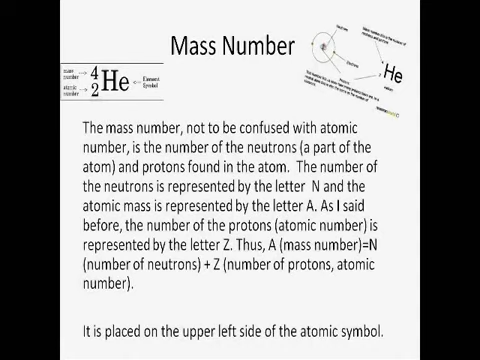 Mass Number
mass
number
4
He
Element
Symbol
atomic
number
2
He
The mass number, not to be confused with atomic
number, is the number of the neutrons (a part of the
atom) and protons found in the atom. The number of
the neutrons is represented by the letter N and the
atomic mass is represented by the letter A. As I said
before, the number of the protons (atomic number) is
represented by the letter Z. Thus, A (mass number)=N
(number of neutrons) + Z (number of protons, atomic
number).
It is placed on the upper left side of the atomic symbol.